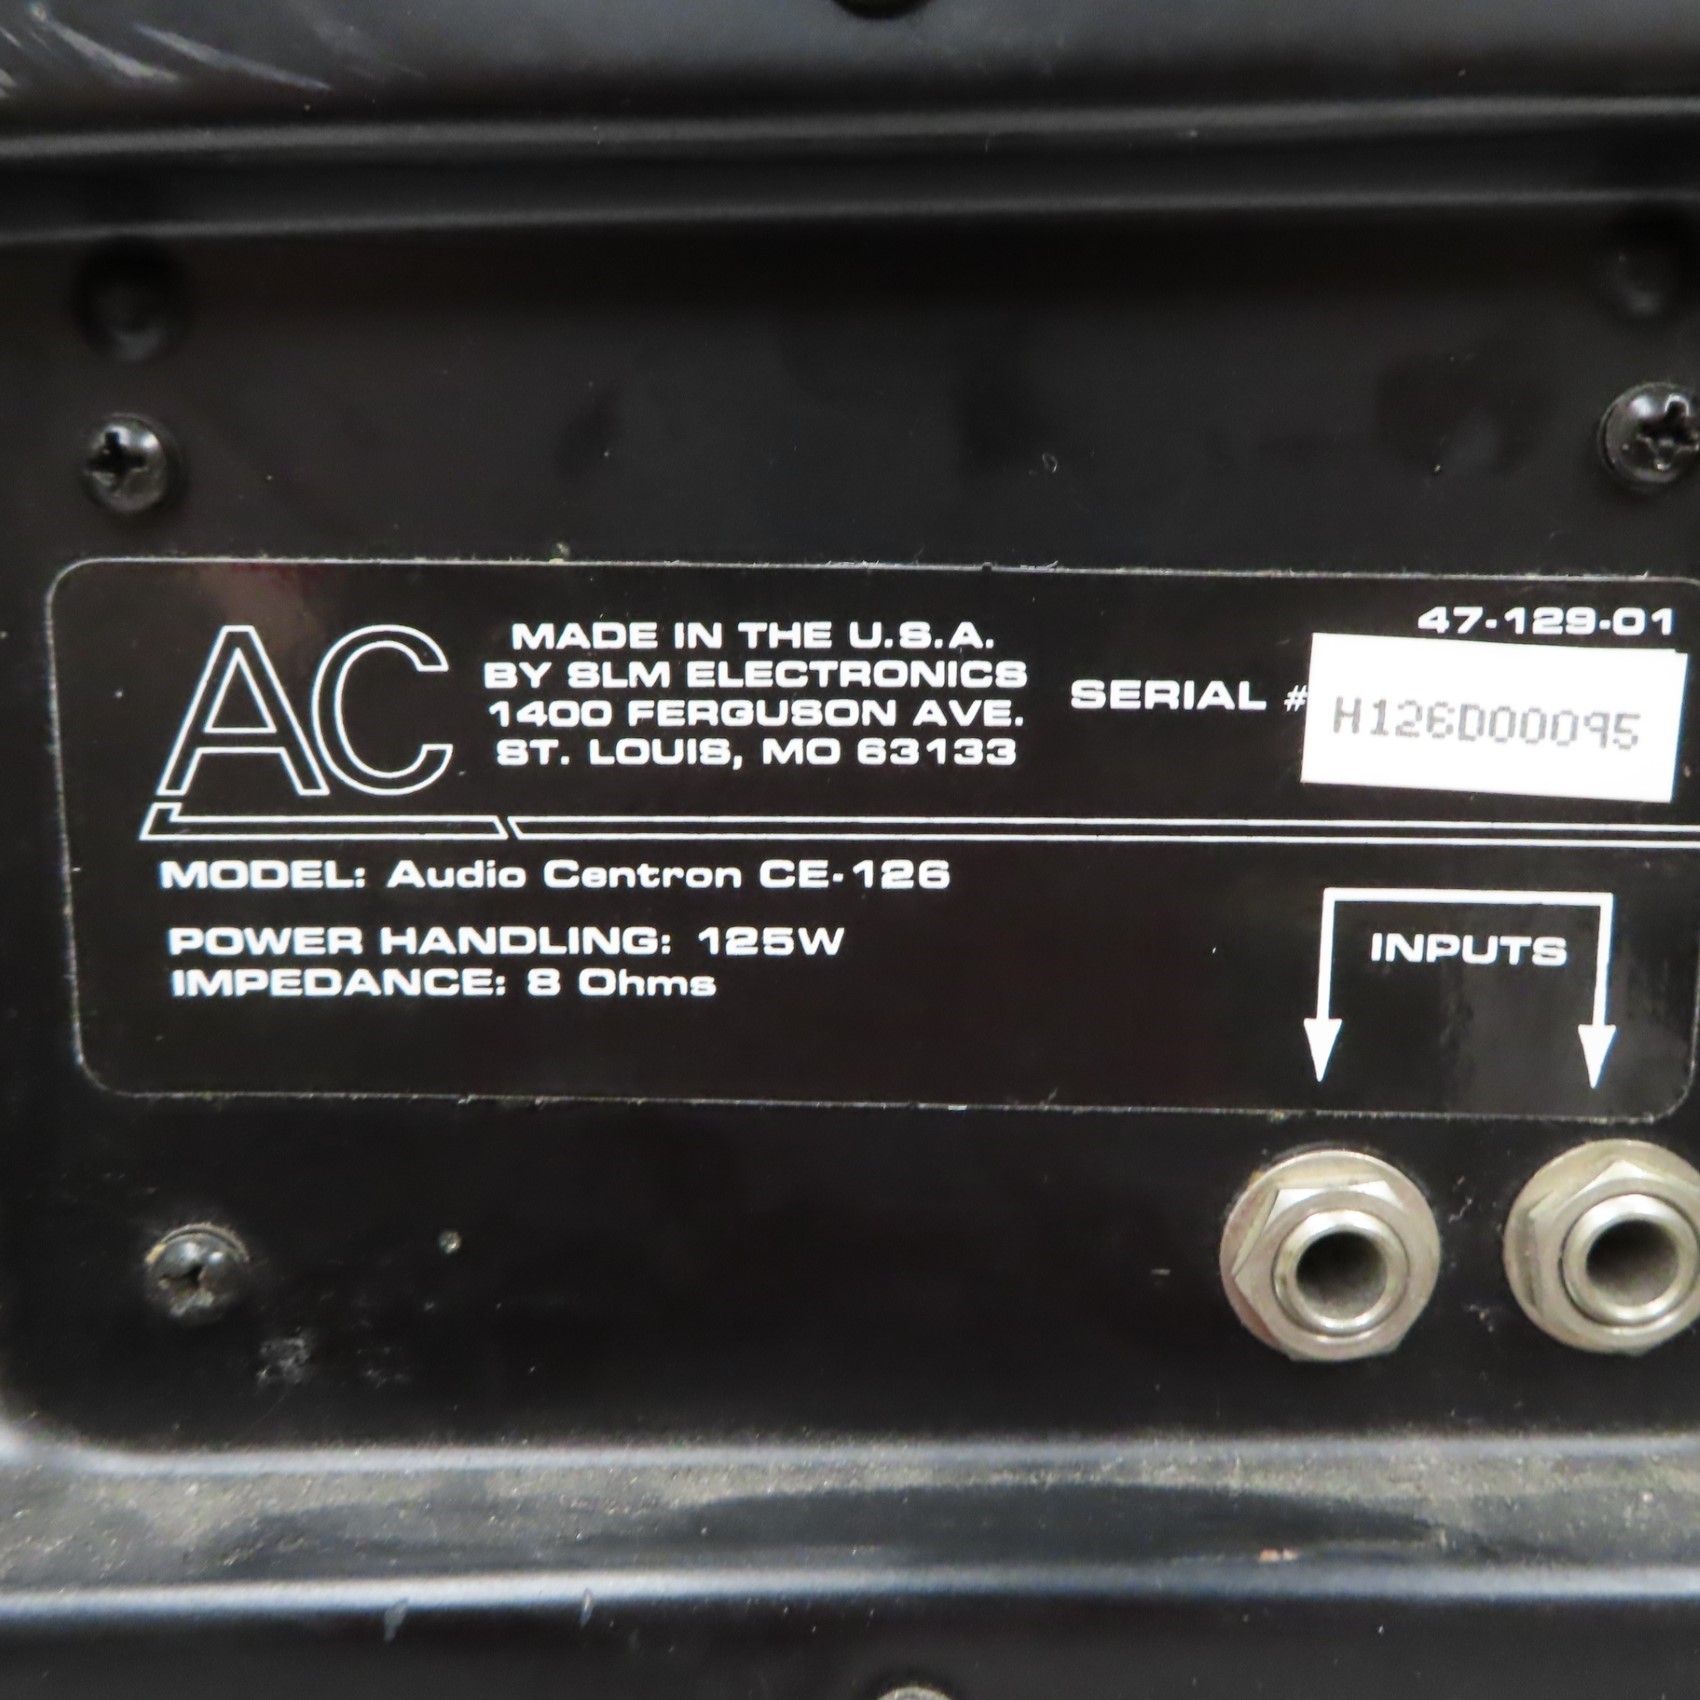 AC
MADE IN THE U.S.A.
BY SLM ELECTRONICS
1400 FERGUSON AVE.
ST. LOUIS, MO 63133
47-129-01
SERIAL # H126D00095
MODEL: Audio Centron CE-126
POWER HANDLING: 125W
IMPEDANCE: 8 Ohms
INPUTS